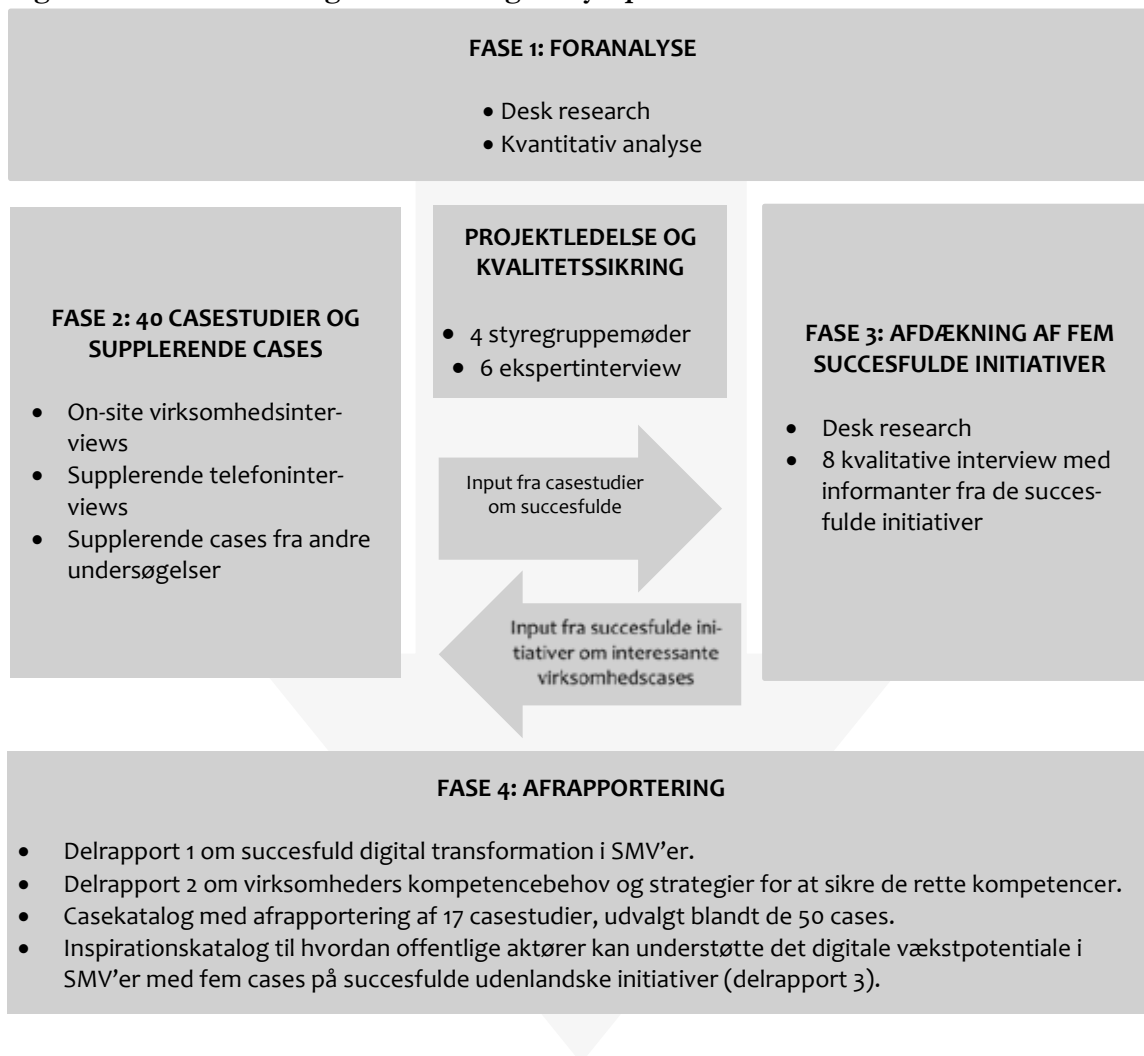 FASE 1: FORANALYSE
• Desk research
• Kvantitativ analyse
FASE 2: 40 CASESTUDIER OG
SUPPLERENDE CASES
• On-site virksomhedsinter-
views
• Supplerende telefoninter-
views
• Supplerende cases fra andre
undersøgelser
PROJEKTLEDELSE OG
KVALITETSSIKRING
• 4 styregruppemøder
• 6 ekspertinterview
Input fra casestudier
om succesfulde
Input fra succesfulde ini-
tiativer om interessante
virksomhedscases
FASE 3: AFDÆKNING AF FEM
SUCCESFULDE INITIATIVER
• Desk research
• 8 kvalitative interview med
informanter fra de succes-
fulde initiativer
FASE 4: AFRAPPORTERING
• Delrapport 1 om succesfuld digital transformation i SMV’er.
• Delrapport 2 om virksomheders kompetencebehov og strategier for at sikre de rette kompetencer.
• Casekatalog med afrapportering af 17 casestudier, udvalgt blandt de 50 cases.
• Inspirationskatalog til hvordan offentlige aktører kan understøtte det digitale vækstpotentiale i
SMV’er med fem cases på succesfulde udenlandske initiativer (delrapport 3).